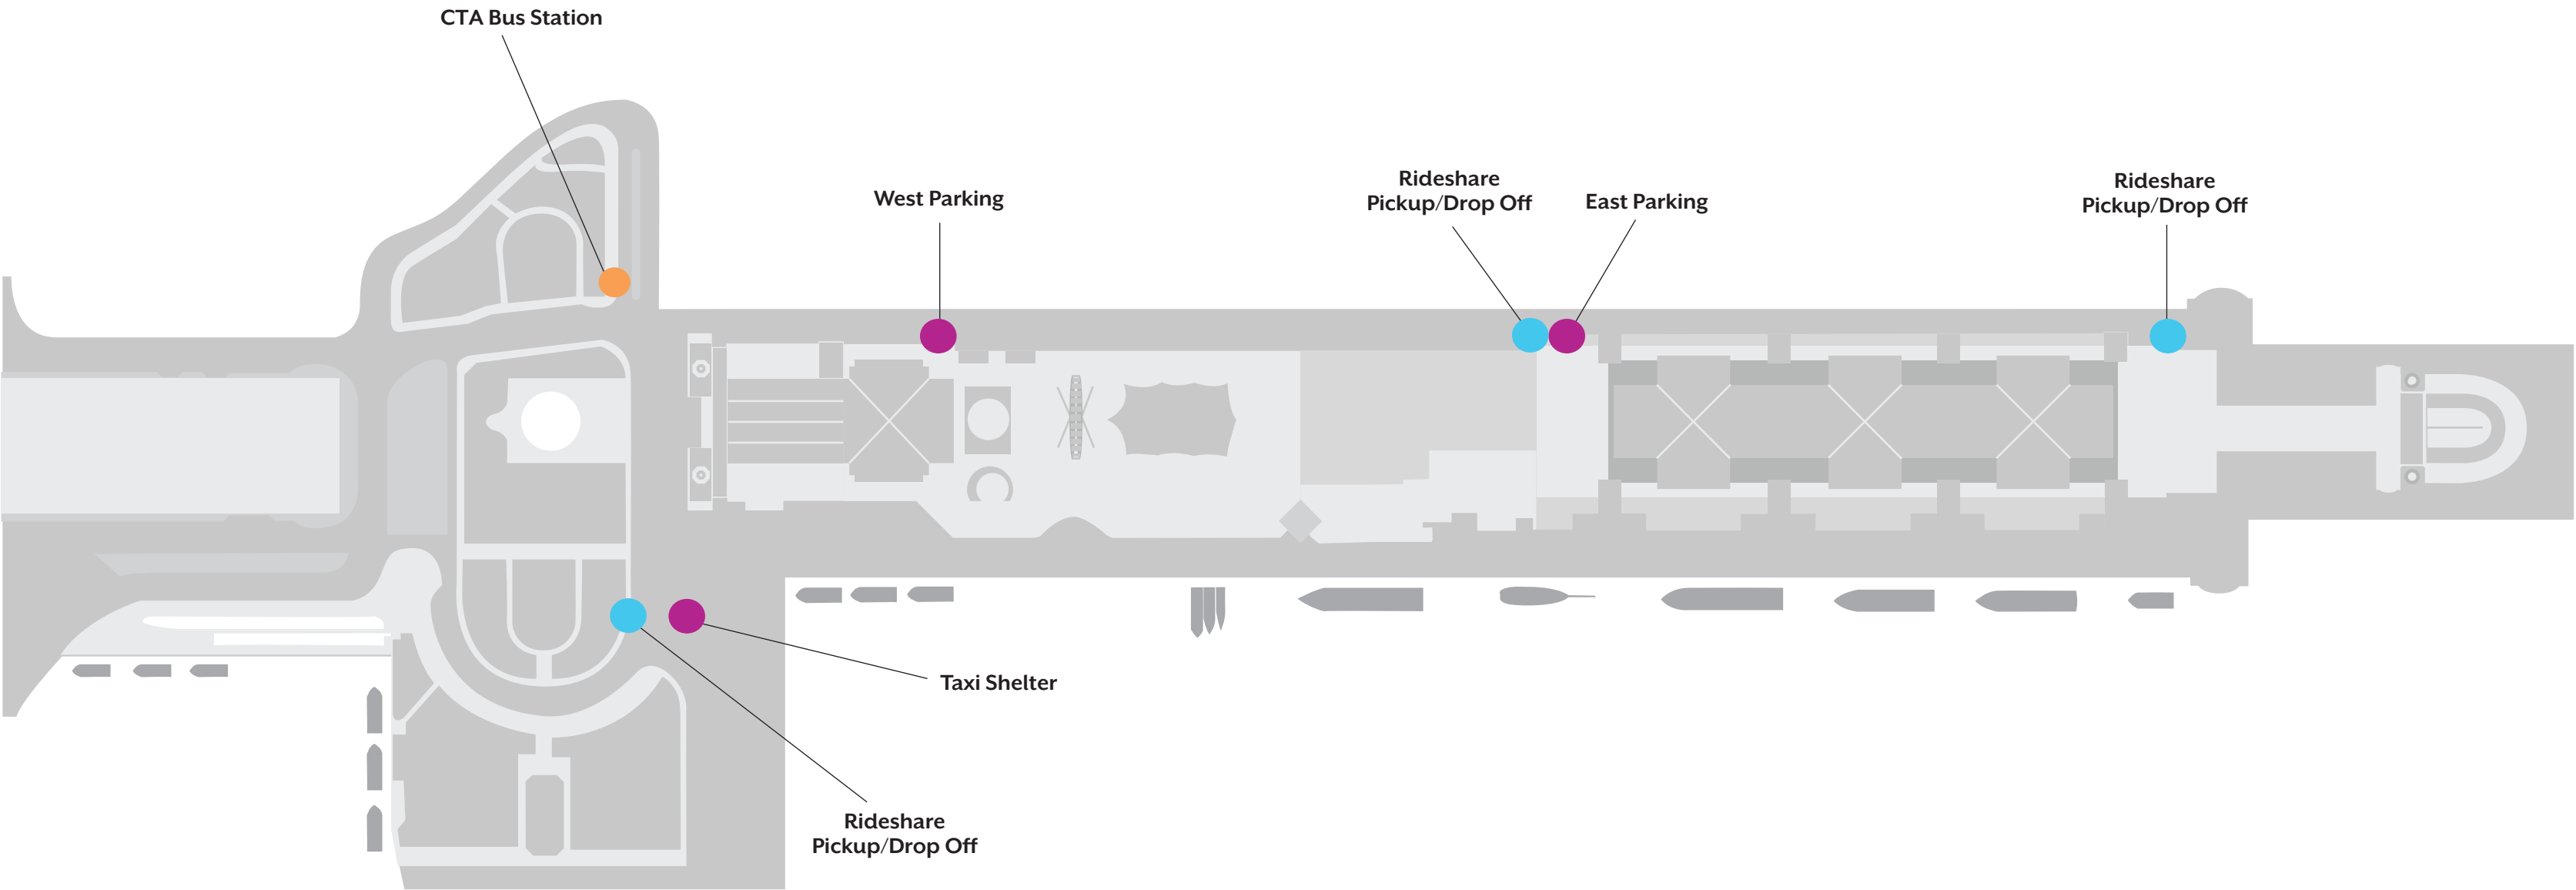 CTA Bus Station
West Parking
Rideshare
Pickup/Drop Off
East Parking
Rideshare
Pickup/Drop Off
Taxi Shelter
Rideshare
Pickup/Drop Off